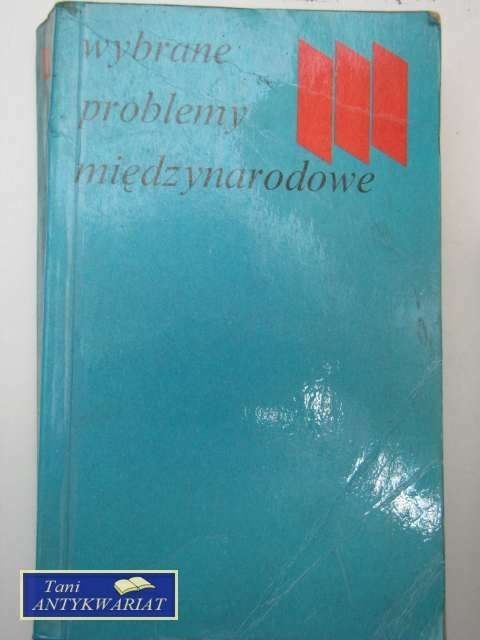 wybrane
problemy
międzynarodowe
Tani
ANTYKWARIAT